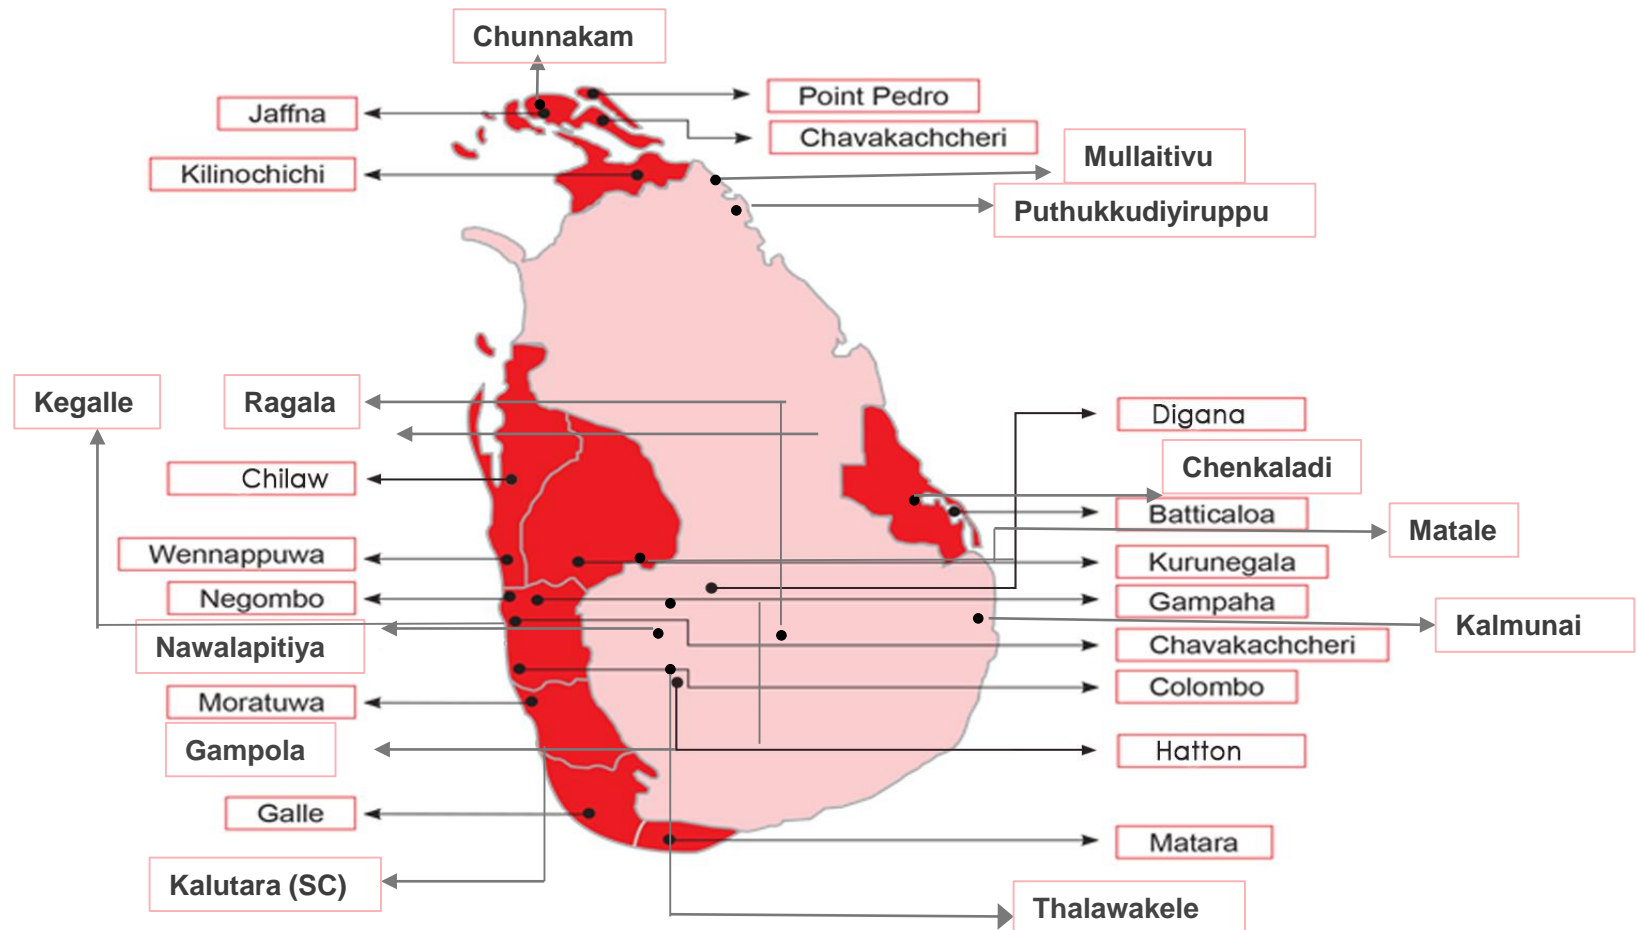 Chunnakam
Jaffna
Point Pedro
Chavakachcheri
Kilinochichi
Mullaitivu
Puthukkudiyiruppu
Kegalle
Ragala
Digana
Chenkaladi
Chilaw
Batticaloa
Matale
Wennappuwa
Kurunegala
Negombo
Gampaha
Kalmunai
Nawalapitiya
Chavakachcheri
Colombo
Moratuwa
Gampola
Hatton
Galle
Matara
Kalutara (SC)
Thalawakele